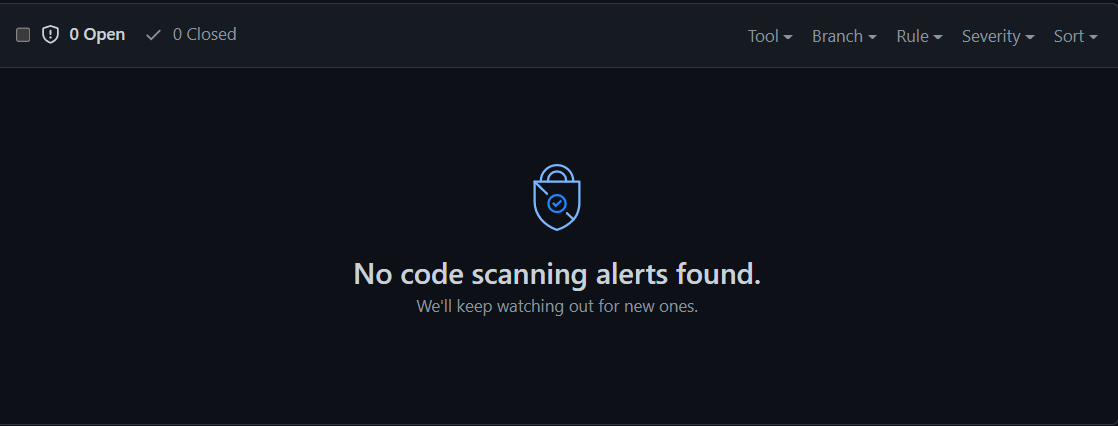 0 Open 0 Closed Tool Branch Rule Severity Sort
No code scanning alerts found.
We'll keep watching out for new ones.